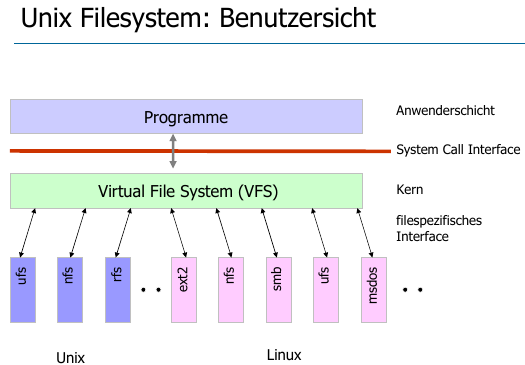 Unix Filesystem: Benutzersicht
Programme
Anwenderschicht
System Call Interface
Virtual File System (VFS)
Kern
filespezifisches
Interface
ufs
nfs
rfs
ext2
nfs
smb
ufs
msdos
Unix
Linux